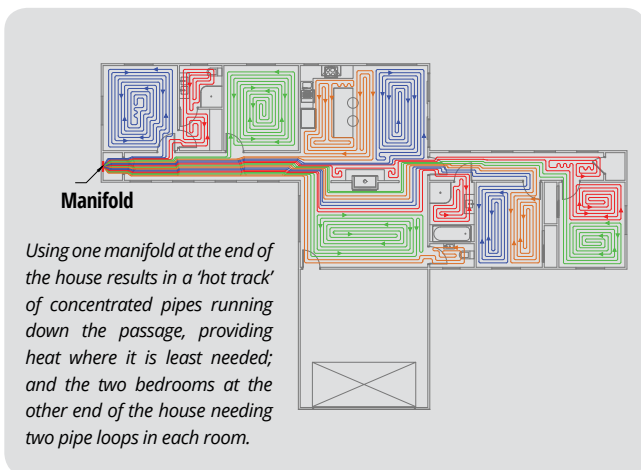 Manifold
Using one manifold at the end of
the house results in a ‘hot track’
of concentrated pipes running
down the passage, providing
heat where it is least needed;
and the two bedrooms at the
other end of the house needing
two pipe loops in each room.